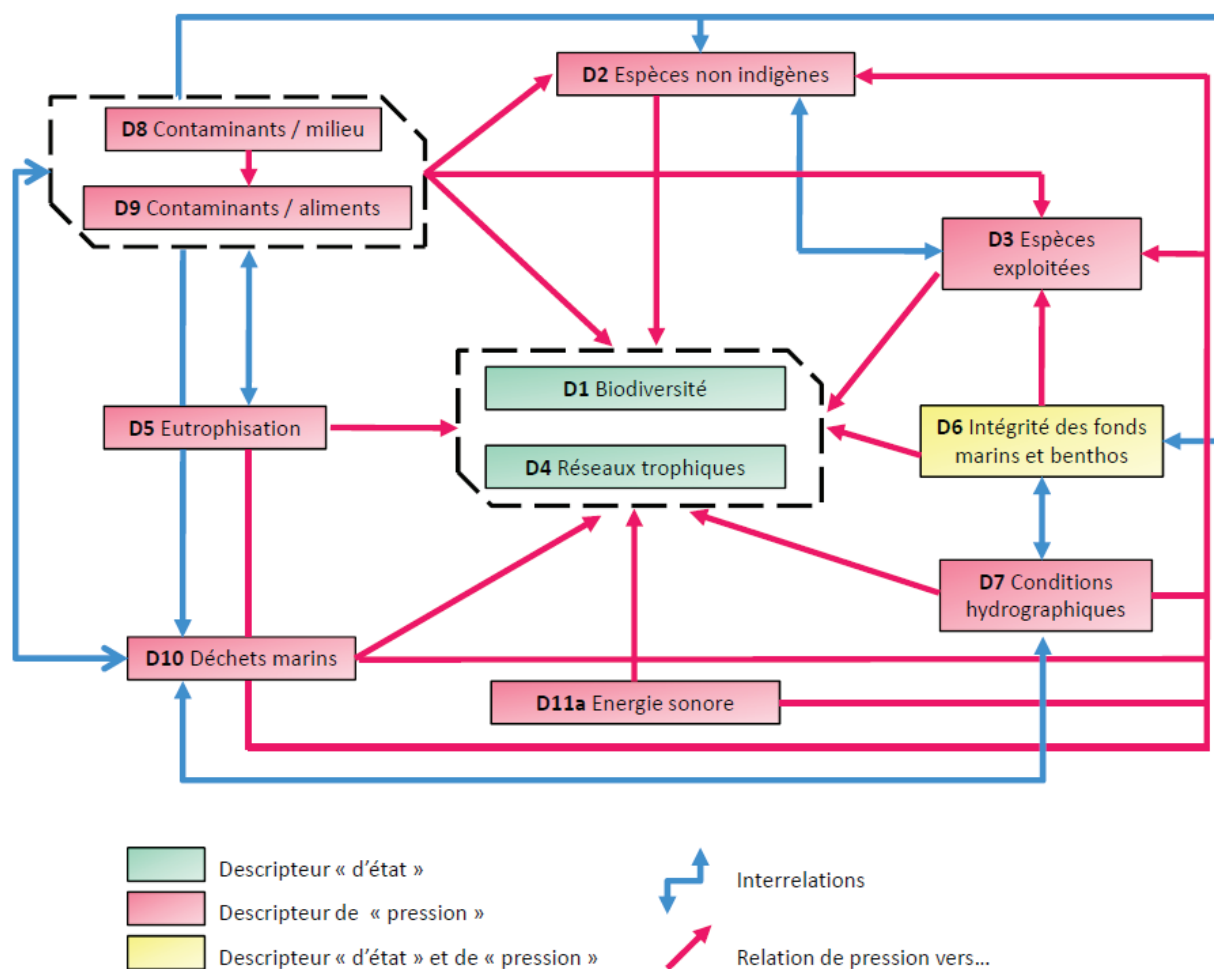 D2 Espèces non indigènes
D8 Contaminants / milieu
D9 Contaminants / aliments
D3 Espèces
exploitées
D1 Biodiversité
D5 Eutrophisation
D6 Intégrité des fonds
marins et benthos
D4 Réseaux trophiques
D7 Conditions
hydrographiques
D10 Déchets marins
D11a Energie sonore
Descripteur « d’état »
Descripteur de « pression »
Descripteur « d’état » et de « pression »
Interrelations
Relation de pression vers...